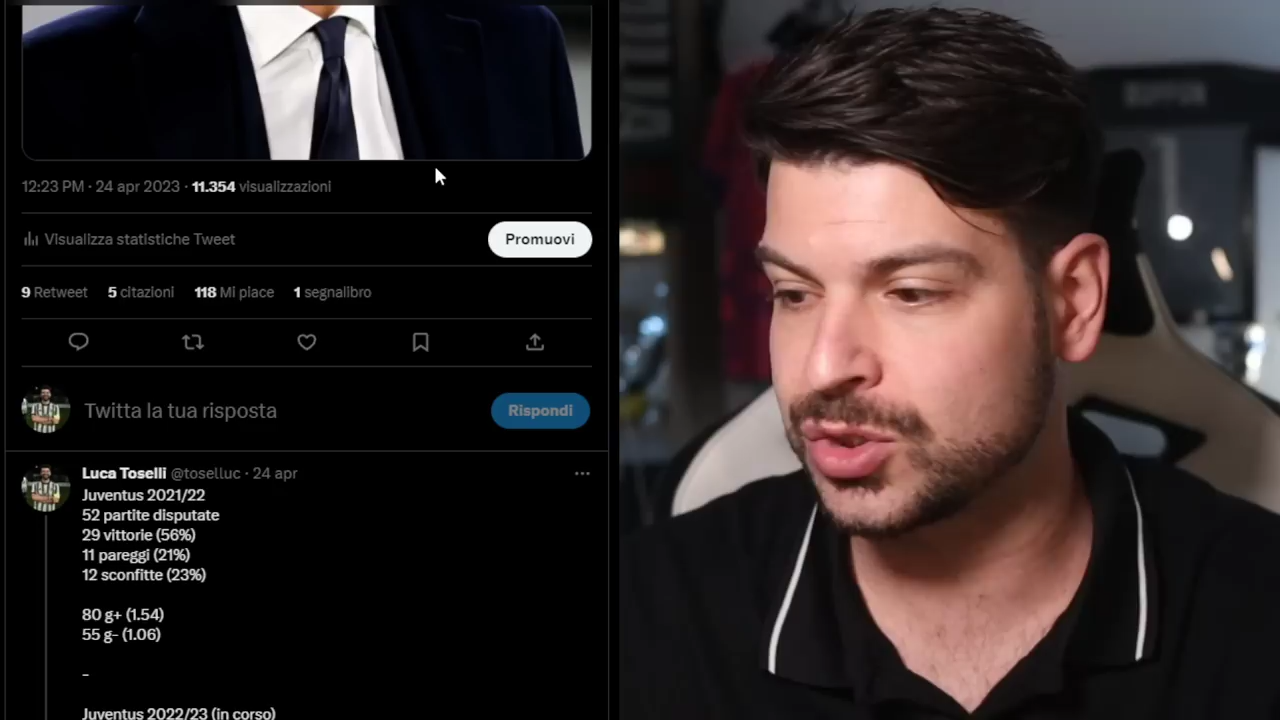 12:23 PM · 24 apr 2023 · 11.354 visualizzazioni
Visualizza statistiche Tweet
Promuovi
9 Retweet 5 citazioni 118 Mi piace 1 segnalibro
Twitta la tua risposta
Rispondi
Luca Toselli @toselluc · 24 apr
Juventus 2021/22
52 partite disputate
29 vittorie (56%)
11 pareggi (21%)
12 sconfitte (23%)
80 g+ (1.54)
55 g- (1.06)
-
Juventus 2022/23 (in corso)